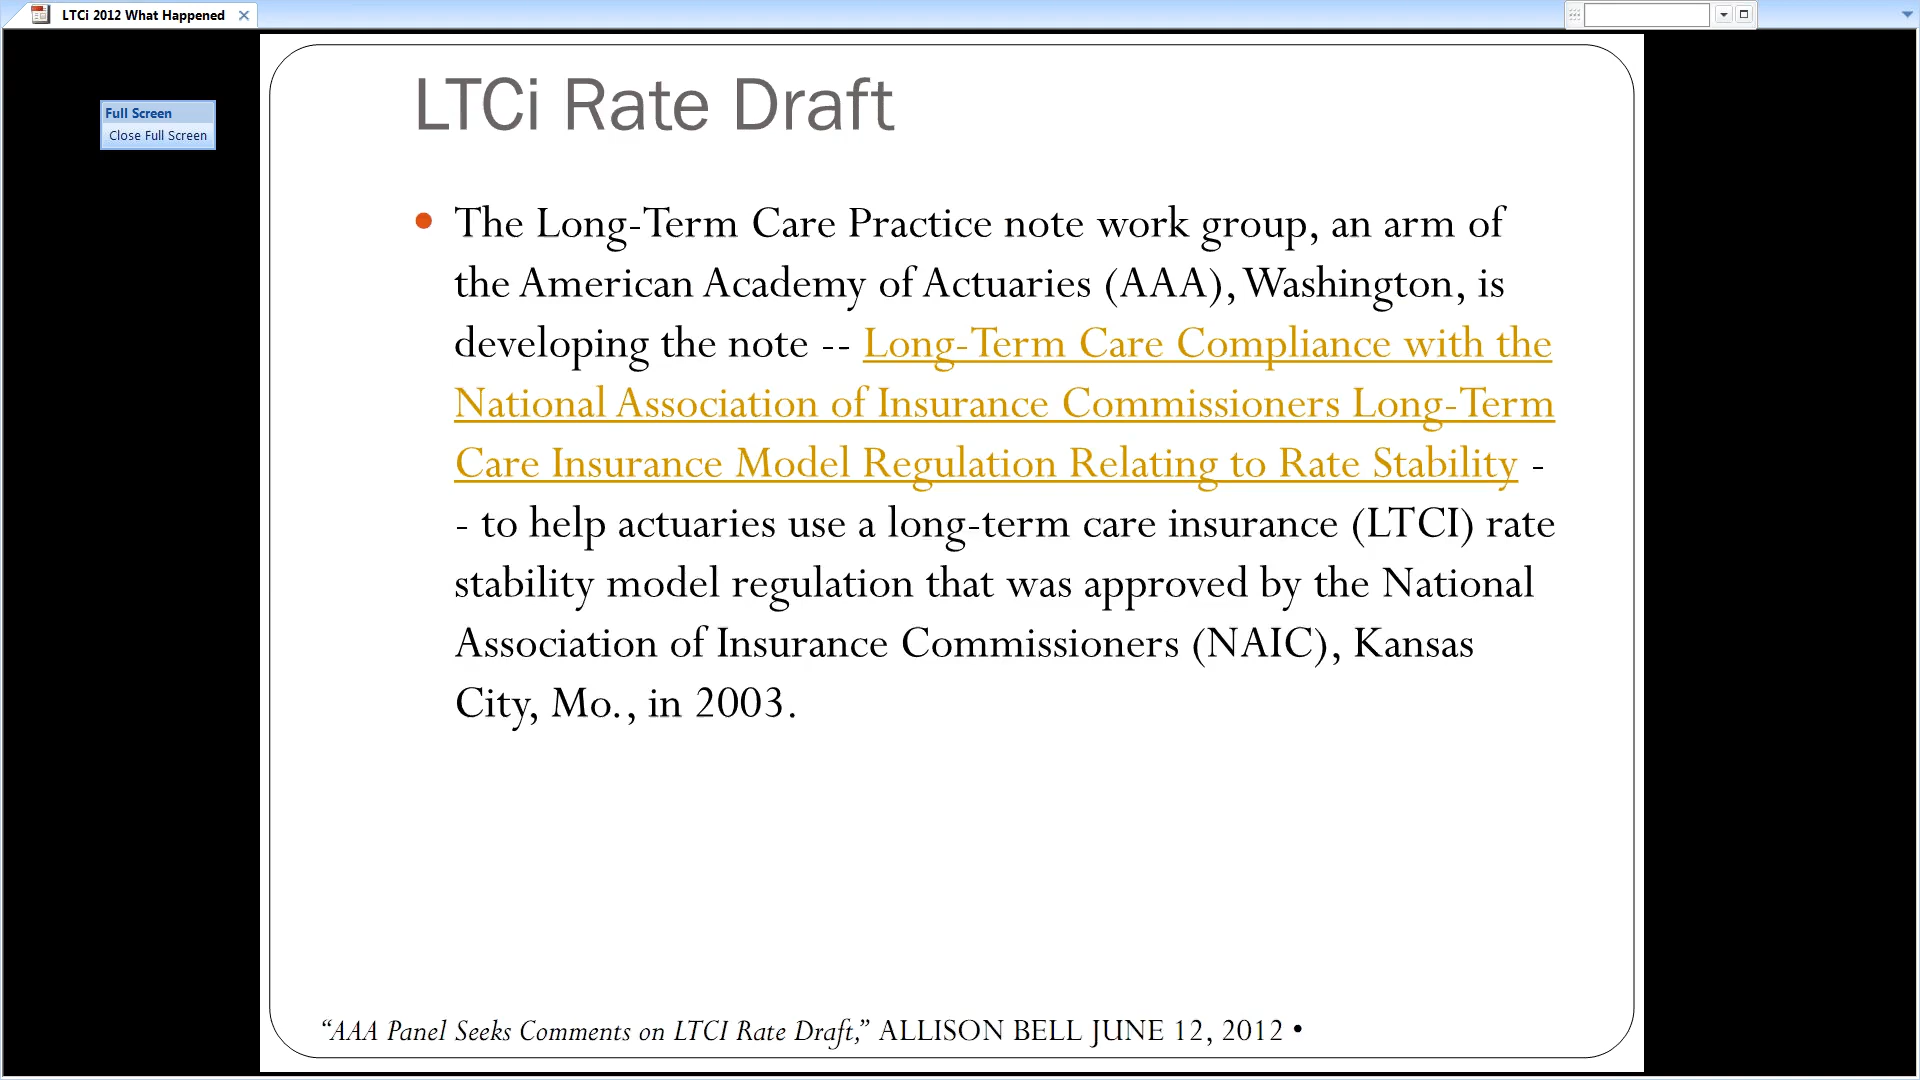 LTCi 2012 What Happened
Full Screen
Close Full Screen
LTCi Rate Draft
• The Long-Term Care Practice note work group, an arm of
the American Academy of Actuaries (AAA), Washington, is
developing the note -- Long-Term Care Compliance with the
National Association of Insurance Commissioners Long-Term
Care Insurance Model Regulation Relating to Rate Stability -
- to help actuaries use a long-term care insurance (LTCI) rate
stability model regulation that was approved by the National
Association of Insurance Commissioners (NAIC), Kansas
City, Mo., in 2003.
“AAA Panel Seeks Comments on LTCI Rate Draft,” ALLISON BELL JUNE 12, 2012 •